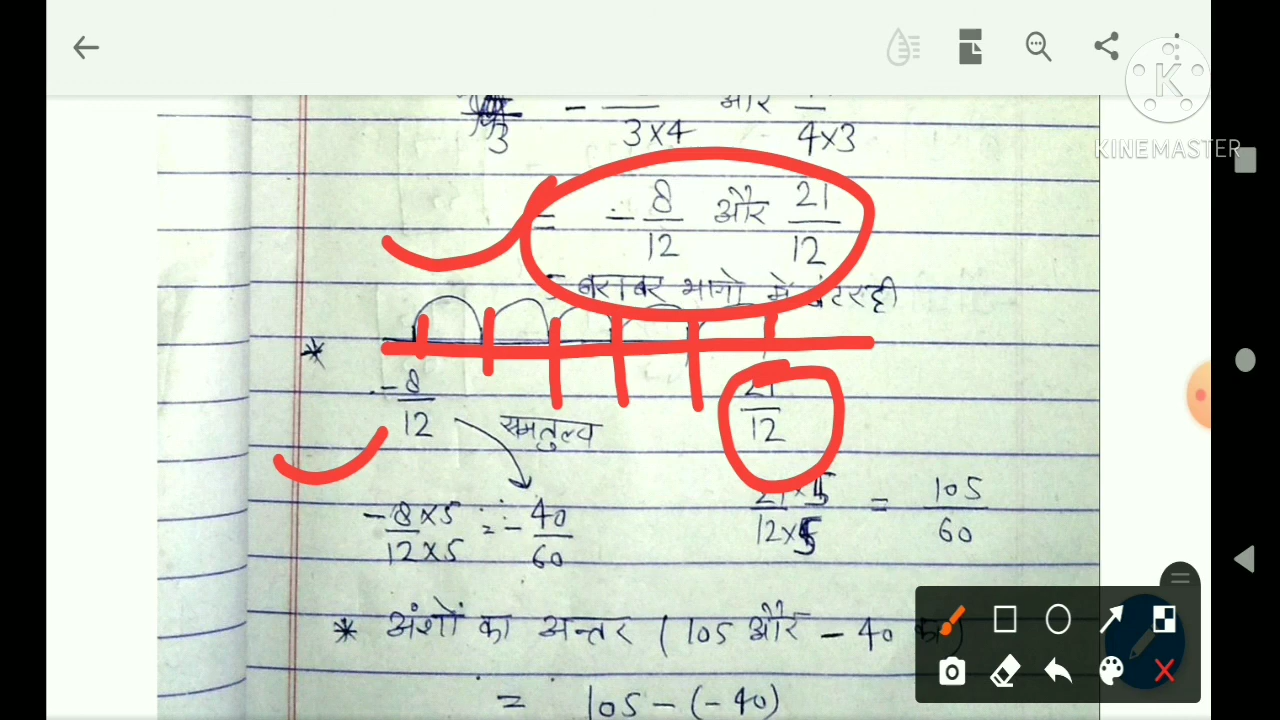 KINEMASTER
3 - 3×4 और 4×3
= - 8/12 और 21/12
5 बराबर भागो में
*
- 8/12 समतुल्य 21/12
- 8×5/12×5 = - 40/60 21×5/12×5 = 105/60
* अंशों का अन्तर ( 105 और - 40 का)
= 105 - (- 40)